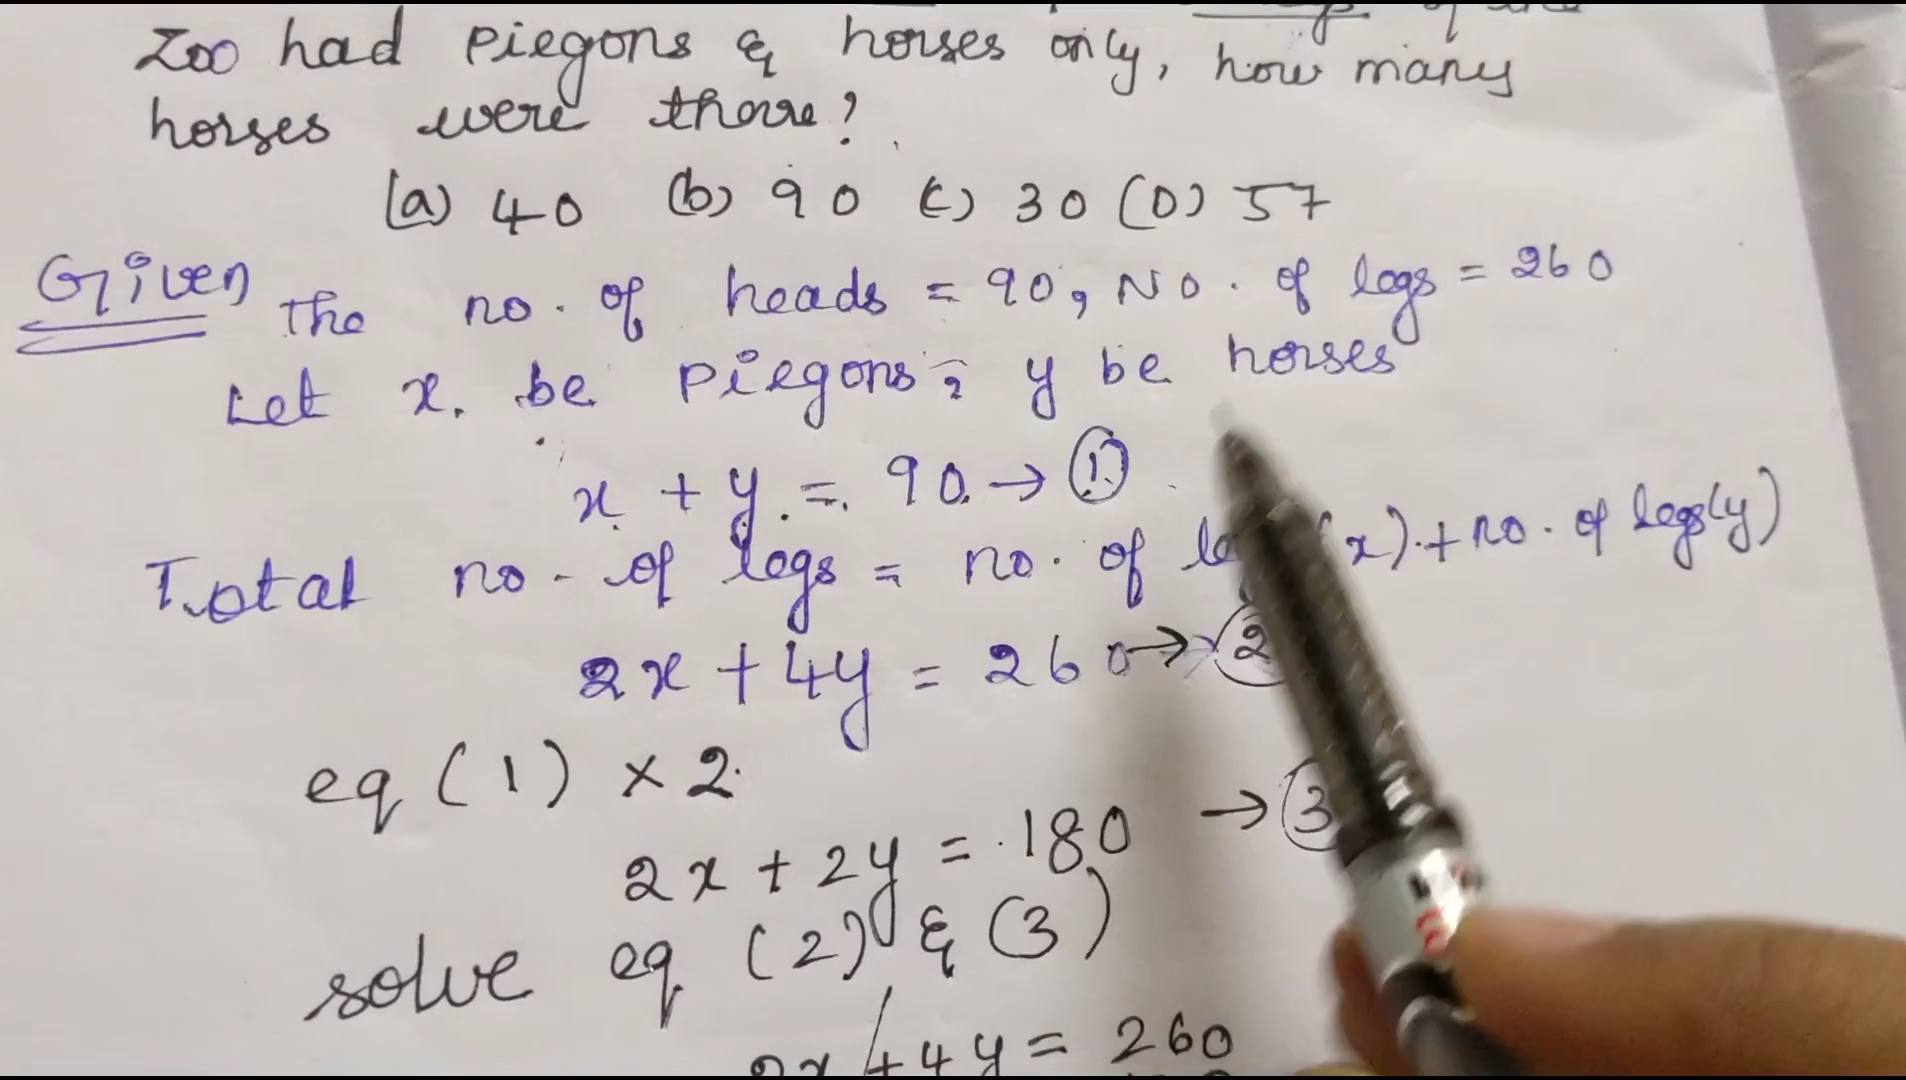 Zoo had Piegons & horses only, how many
horses were there?
(a) 40 (b) 90 (c) 30 (D) 57
Given The no. of heads = 90, No. of legs = 260
Let x. be Piegons, y be horses
x + y = 90 → (1)
Total no. of legs = no. of (x) + no. of legs(y)
2x + 4y = 260 → (2)
eq (1) × 2
2x + 2y = 180 → (3)
solve eq (2) & (3)
2x + 4y = 260